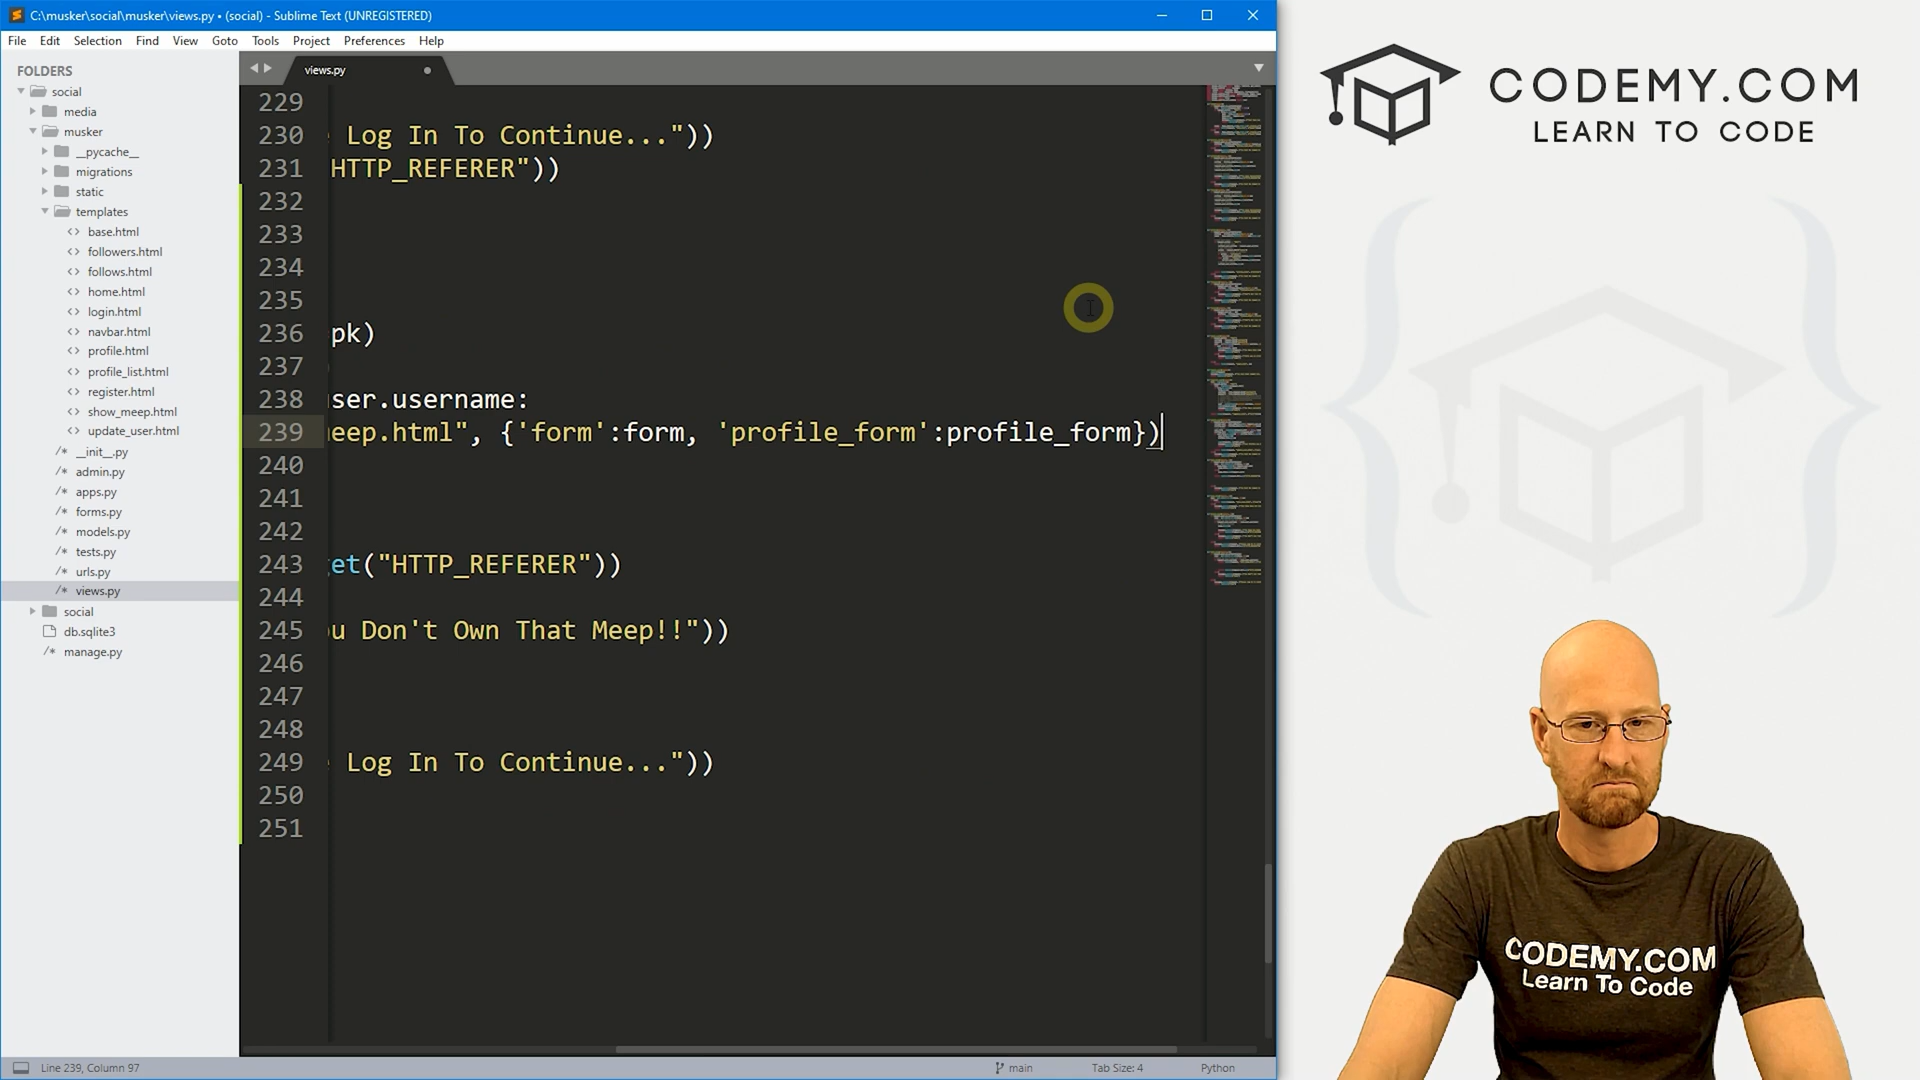 C:\musker\social\musker\views.py • (social) - Sublime Text (UNREGISTERED)
File Edit Selection Find View Goto Tools Project Preferences Help
FOLDERS
social
media
musker
__pycache__
migrations
static
templates
base.html
followers.html
follows.html
home.html
login.html
navbar.html
profile.html
profile_list.html
register.html
show_meep.html
update_user.html
__init__.py
admin.py
apps.py
forms.py
models.py
tests.py
urls.py
views.py
social
db.sqlite3
manage.py
views.py
229
230 Log In To Continue..."))
231 HTTP_REFERER"))
232
233
234
235
236 pk)
237
238 ser.username:
239 eep.html", {'form':form, 'profile_form':profile_form})
240
241
242
243 et("HTTP_REFERER"))
244
245 u Don't Own That Meep!!"))
246
247
248
249 Log In To Continue..."))
250
251
Line 239, Column 97
main
Tab Size: 4
Python
CODEMY.COM
LEARN TO CODE
CODEMY.COM
Learn To Code